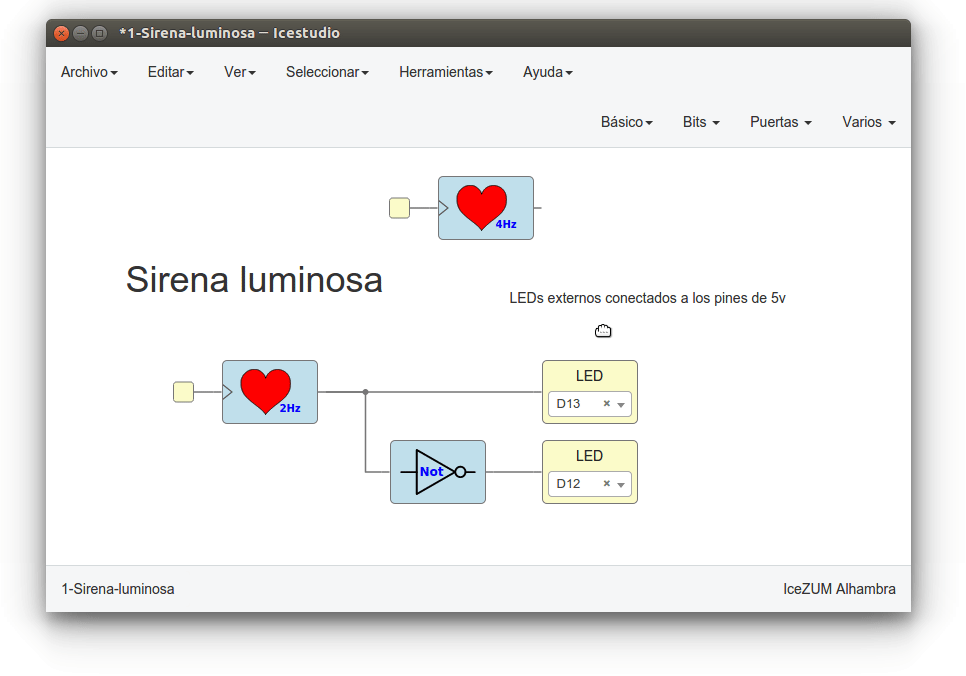 *1-Sirena-luminosa — Icestudio
Archivo Editar Ver Seleccionar Herramientas Ayuda
Básico Bits Puertas Varios
4Hz
Sirena luminosa
LEDs externos conectados a los pines de 5v
2Hz
LED
D13 ×
Not
LED
D12 ×
1-Sirena-luminosa IceZUM Alhambra